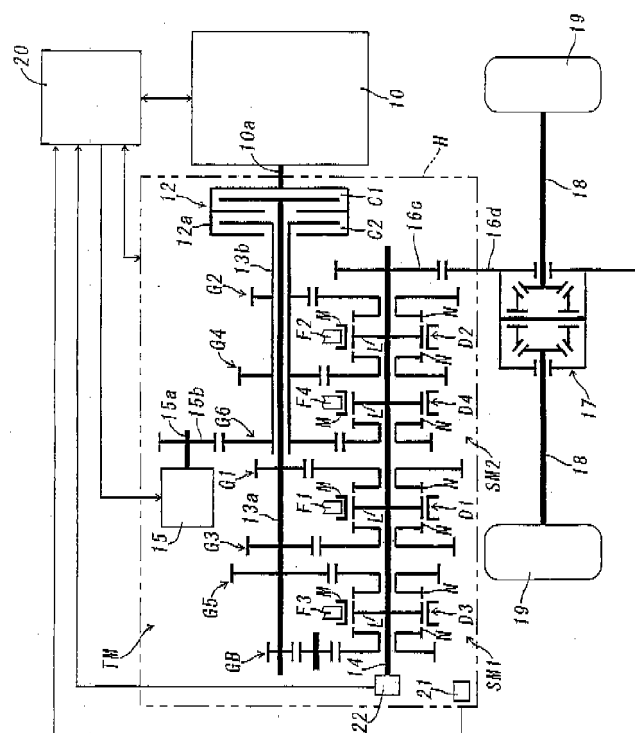 20
10
19
10a
H
12
C1
12a
C2
18
16c
16d
13b
G2
M
N
F2
L
D2
G4
N
17
15a
15b
F4
M
L
N
D4
G6
SM2
15
G1
13a
M
N
F1
L
D1
18
G3
N
G5
M
N
19
F3
L
D3
TM
GB
N
14
SM1
22
21